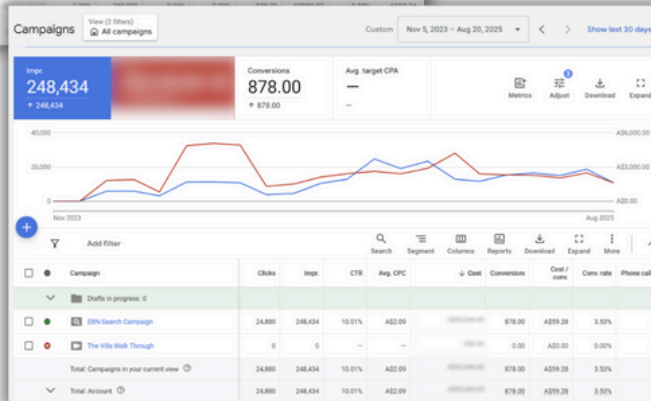 View (2 filters)
Campaigns
All campaigns
Custom
Nov 5, 2023 – Aug 20, 2025
Show last 30 days
Impr.
248,434
↑ 248,434
Conversions
878.00
↑ 878.00
Avg. target CPA
—
–
3
Metrics
Adjust
Download
Expand
40,000
20,000
0
A$6,000.00
A$3,000.00
A$0.00
Nov 2023
Aug 2025
Add filter
Search
Segment
Columns
Reports
Download
Expand
More
Campaign Clicks Impr. CTR Avg. CPC ↓ Cost Conversions Cost / conv. Conv. rate Phone call
Drafts in progress: 0
EBN-Search Campaign 24,880 248,434 10.01% A$2.09 878.00 A$59.28 3.53%
The Villa Walk Through 0 0 – – 0.00 A$0.00 0.00%
Total: Campaigns in your current view 24,880 248,434 10.01% A$2.09 878.00 A$59.28 3.53%
Total: Account 24,880 248,434 10.01% A$2.09 878.00 A$59.28 3.53%